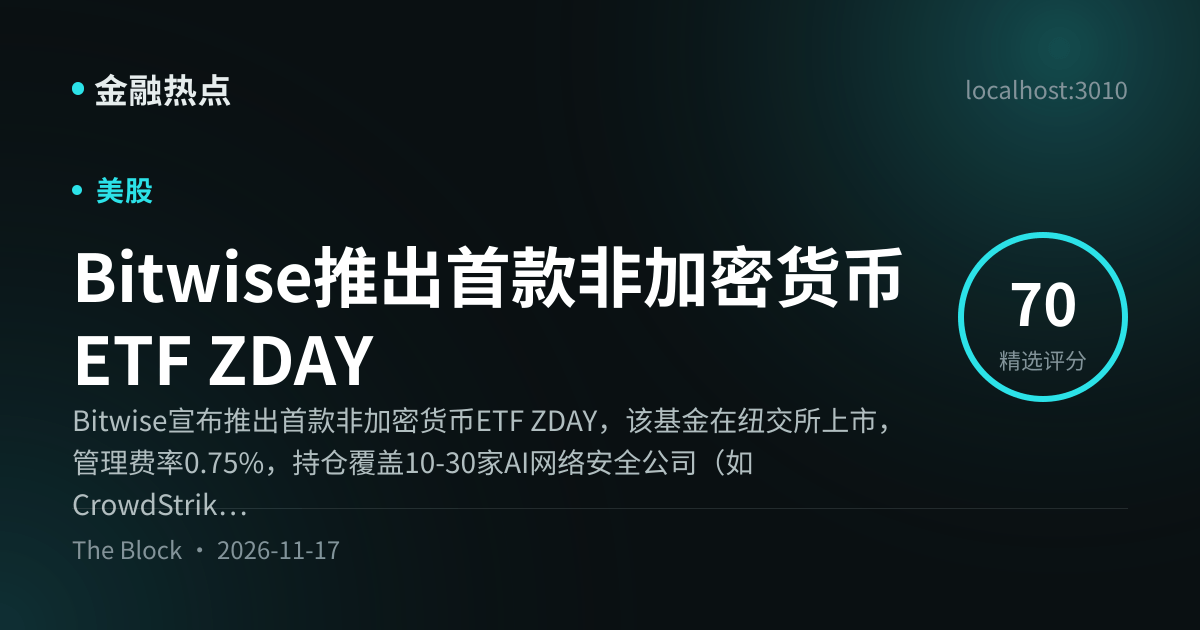 金融热点
localhost:3010
美股
Bitwise推出首款非加密货币
ETF ZDAY
70
精选评分
Bitwise宣布推出首款非加密货币ETF ZDAY，该基金在纽交所上市，
管理费率0.75%，持仓覆盖10-30家AI网络安全公司（如
CrowdStrik…
The Block · 2026-11-17